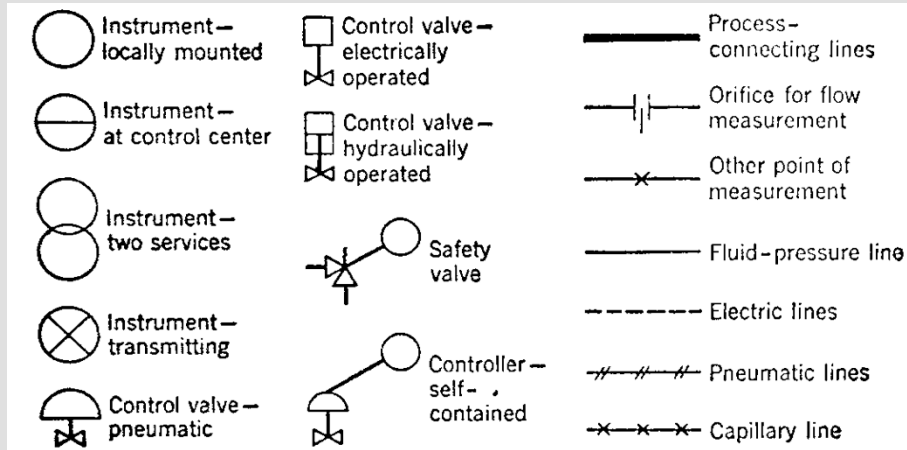 Instrument—
locally mounted
Instrument—
at control center
Instrument—
two services
Instrument—
transmitting
Control valve—
pneumatic
Control valve—
electrically
operated
Control valve—
hydraulically
operated
Safety
valve
Controller—
self-
contained
Process-
connecting lines
Orifice for flow
measurement
Other point of
measurement
Fluid-pressure line
Electric lines
Pneumatic lines
Capillary line